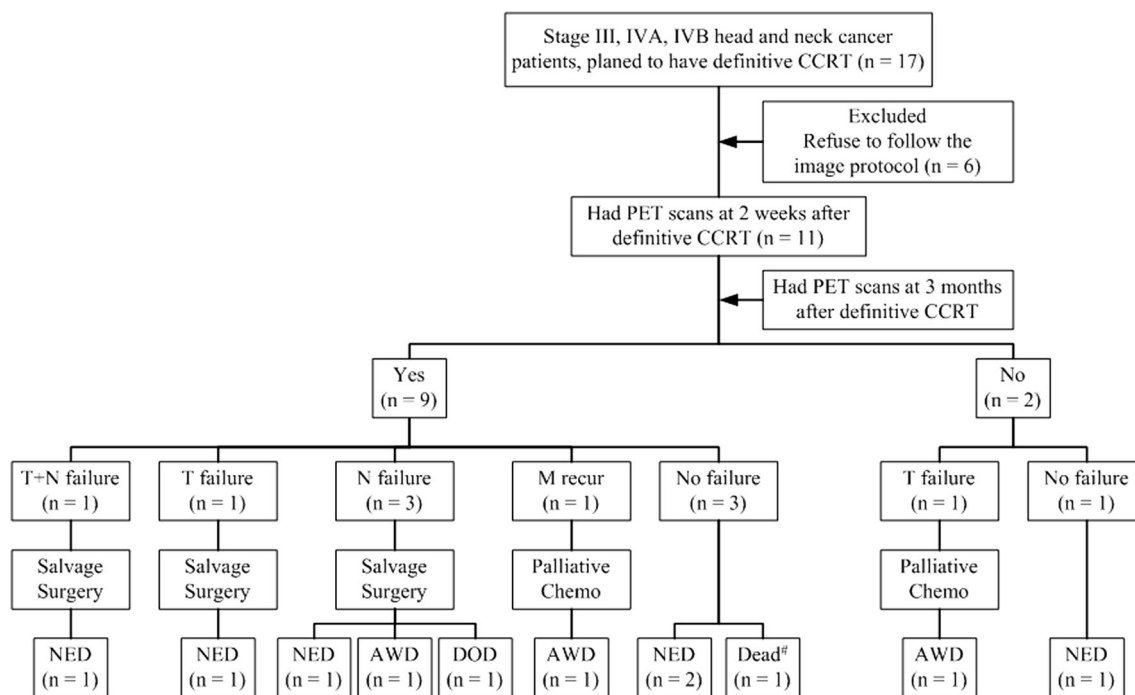 Stage III, IVA, IVB head and neck cancer
patients, planed to have definitive CCRT (n = 17)
Excluded
Refuse to follow the
image protocol (n = 6)
Had PET scans at 2 weeks after
definitive CCRT (n = 11)
Had PET scans at 3 months
after definitive CCRT
Yes
(n = 9)
No
(n = 2)
T+N failure
(n = 1)
T failure
(n = 1)
N failure
(n = 3)
M recur
(n = 1)
No failure
(n = 3)
T failure
(n = 1)
No failure
(n = 1)
Salvage
Surgery
Salvage
Surgery
Salvage
Surgery
Palliative
Chemo
Palliative
Chemo
NED
(n = 1)
NED
(n = 1)
NED
(n = 1)
AWD
(n = 1)
DOD
(n = 1)
AWD
(n = 1)
NED
(n = 2)
Dead#
(n = 1)
AWD
(n = 1)
NED
(n = 1)